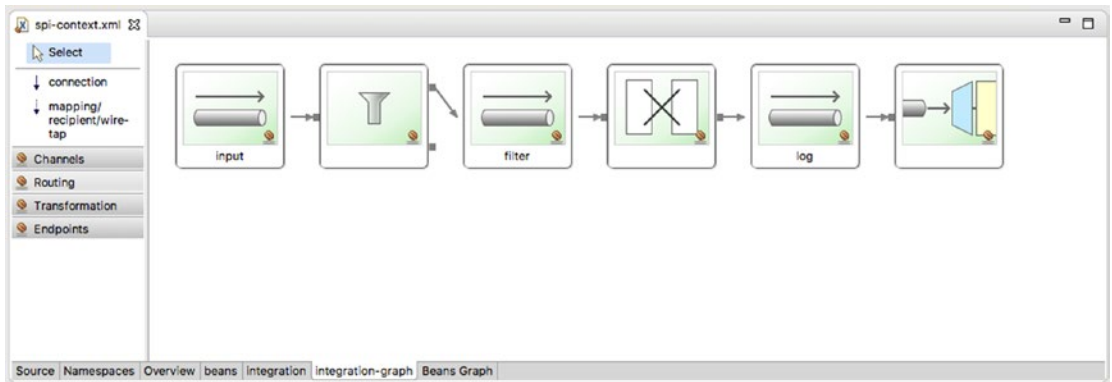 spi-context.xml
Select
connection
mapping/
recipient/wire-
tap
Channels
Routing
Transformation
Endpoints
input
filter
log
Source Namespaces Overview beans integration integration-graph Beans Graph